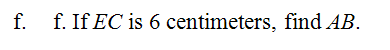 f. f. If EC is 6 centimeters, find AB.